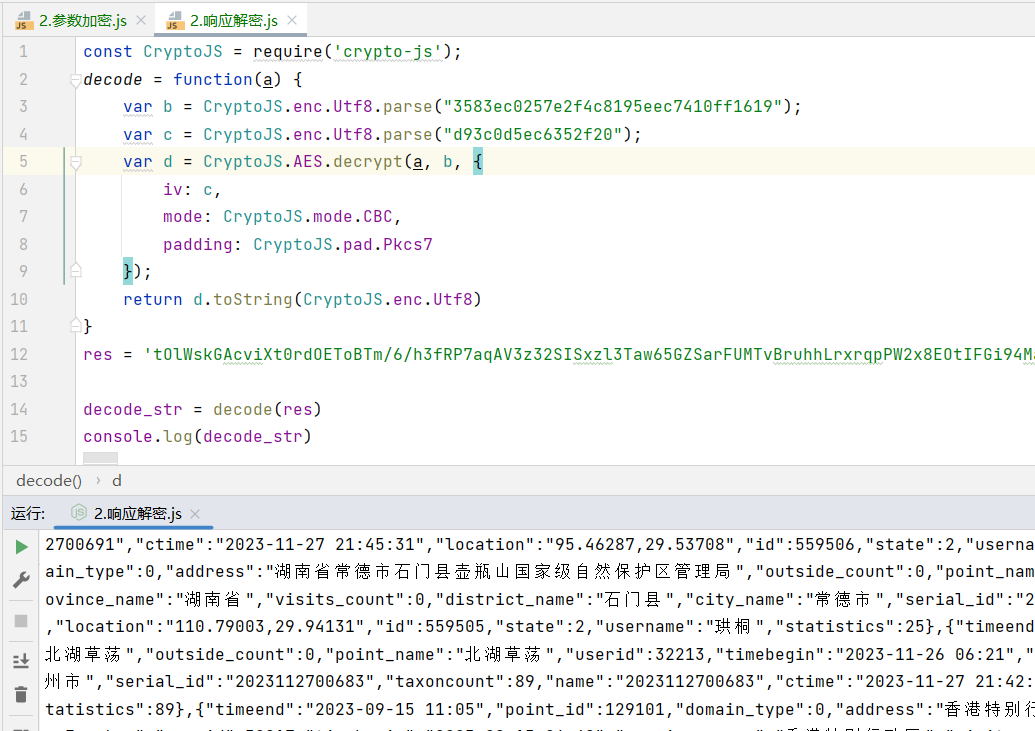 2.参数加密.js
2.响应解密.js
1 const CryptoJS = require('crypto-js');
2 decode = function(a) {
3 var b = CryptoJS.enc.Utf8.parse("3583ec0257e2f4c8195eec7410ff1619");
4 var c = CryptoJS.enc.Utf8.parse("d93c0d5ec6352f20");
5 var d = CryptoJS.AES.decrypt(a, b, {
6 iv: c,
7 mode: CryptoJS.mode.CBC,
8 padding: CryptoJS.pad.Pkcs7
9 });
10 return d.toString(CryptoJS.enc.Utf8)
11 }
12 res = 'tOlWskGAcviXt0rdOEToBTm/6/h3fRP7aqAV3z32SISxzl3Taw65GZSarFUMTvBruhhLrxrqpPW2x8EOtIFGi94Ma
13
14 decode_str = decode(res)
15 console.log(decode_str)
decode() › d
运行: 2.响应解密.js
2700691","ctime":"2023-11-27 21:45:31","location":"95.46287,29.53708","id":559506,"state":2,"userna
ain_type":0,"address":"湖南省常德市石门县壶瓶山国家级自然保护区管理局","outside_count":0,"point_nam
ovince_name":"湖南省","visits_count":0,"district_name":"石门县","city_name":"常德市","serial_id":"2
,"location":"110.79003,29.94131","id":559505,"state":2,"username":"珙桐","statistics":25},{"timeend
北湖草荡","outside_count":0,"point_name":"北湖草荡","userid":32213,"timebegin":"2023-11-26 06:21","
州市","serial_id":"2023112700683","taxoncount":89,"name":"2023112700683","ctime":"2023-11-27 21:42:
tatistics":89},{"timeend":"2023-09-15 11:05","point_id":129101,"domain_type":0,"address":"香港特别行